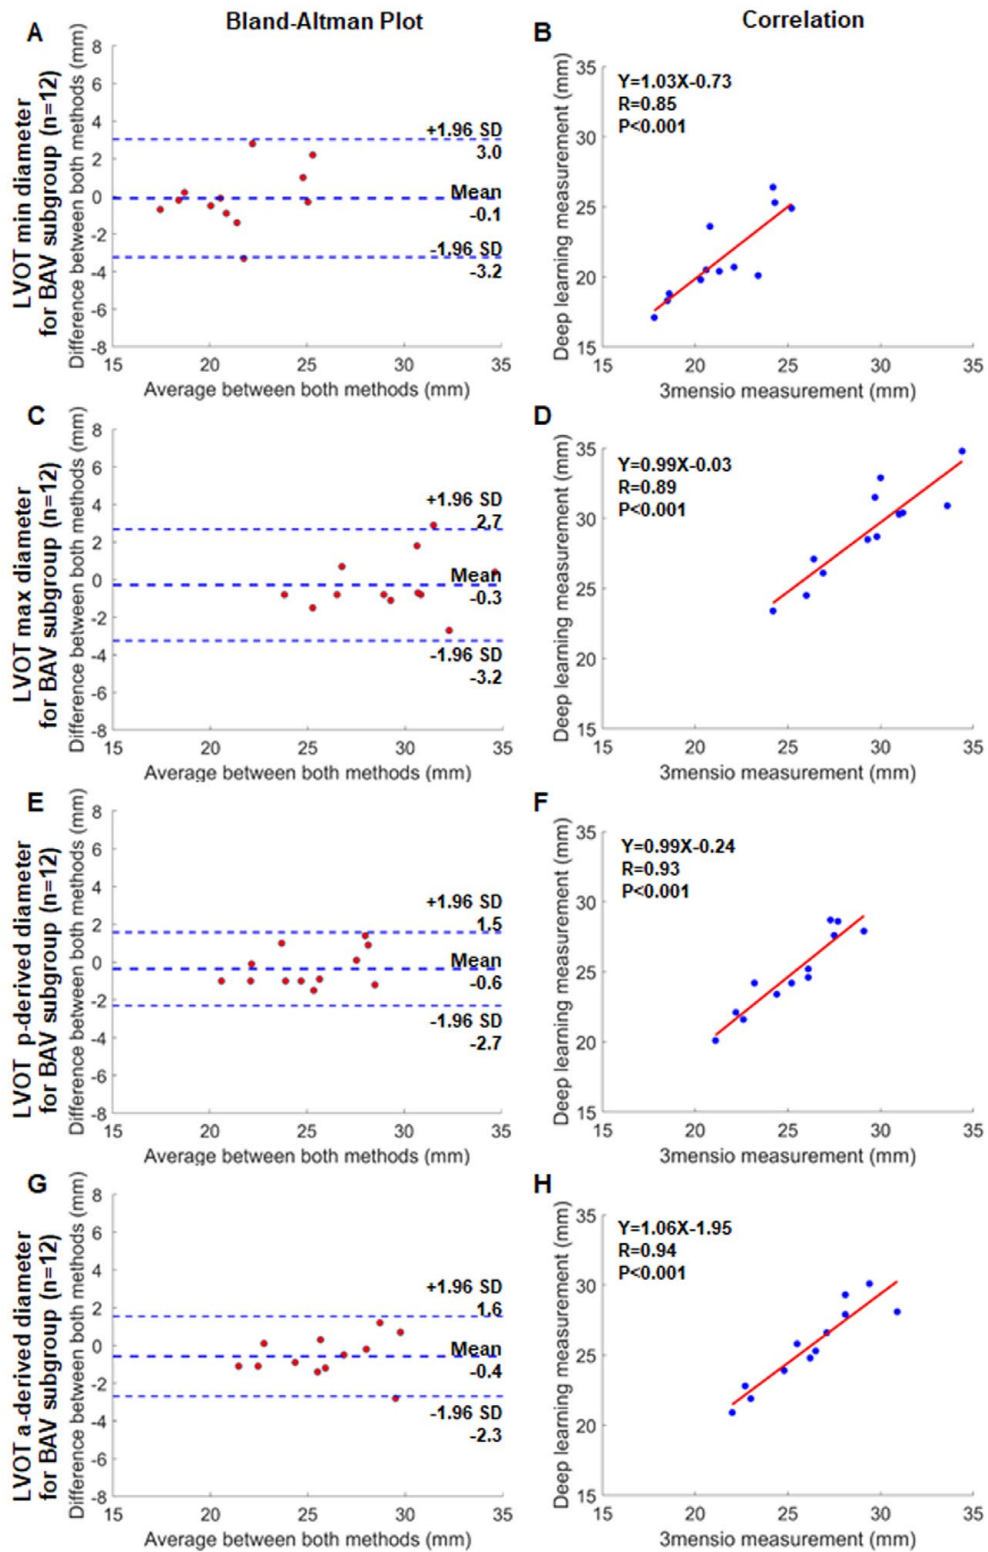 Bland-Altman Plot
Correlation
A
LVOT min diameter
for BAV subgroup (n=12)
Difference between both methods (mm)
8
6
4
2
0
-2
-4
-6
-8
+1.96 SD
3.0
Mean
-0.1
-1.96 SD
-3.2
15
20
25
30
35
Average between both methods (mm)
B
Deep learning measurement (mm)
35
30
25
20
15
Y=1.03X-0.73
R=0.85
P<0.001
15
20
25
30
35
3mensio measurement (mm)
C
LVOT max diameter
for BAV subgroup (n=12)
Difference between both methods (mm)
8
6
4
2
0
-2
-4
-6
-8
+1.96 SD
2.7
Mean
-0.3
-1.96 SD
-3.2
15
20
25
30
35
Average between both methods (mm)
D
Deep learning measurement (mm)
35
30
25
20
15
Y=0.99X-0.03
R=0.89
P<0.001
15
20
25
30
35
3mensio measurement (mm)
E
LVOT p-derived diameter
for BAV subgroup (n=12)
Difference between both methods (mm)
8
6
4
2
0
-2
-4
-6
-8
+1.96 SD
1.5
Mean
-0.6
-1.96 SD
-2.7
15
20
25
30
35
Average between both methods (mm)
F
Deep learning measurement (mm)
35
30
25
20
15
Y=0.99X-0.24
R=0.93
P<0.001
15
20
25
30
35
3mensio measurement (mm)
G
LVOT a-derived diameter
for BAV subgroup (n=12)
Difference between both methods (mm)
8
6
4
2
0
-2
-4
-6
-8
+1.96 SD
1.6
Mean
-0.4
-1.96 SD
-2.3
15
20
25
30
35
Average between both methods (mm)
H
Deep learning measurement (mm)
35
30
25
20
15
Y=1.06X-1.95
R=0.94
P<0.001
15
20
25
30
35
3mensio measurement (mm)